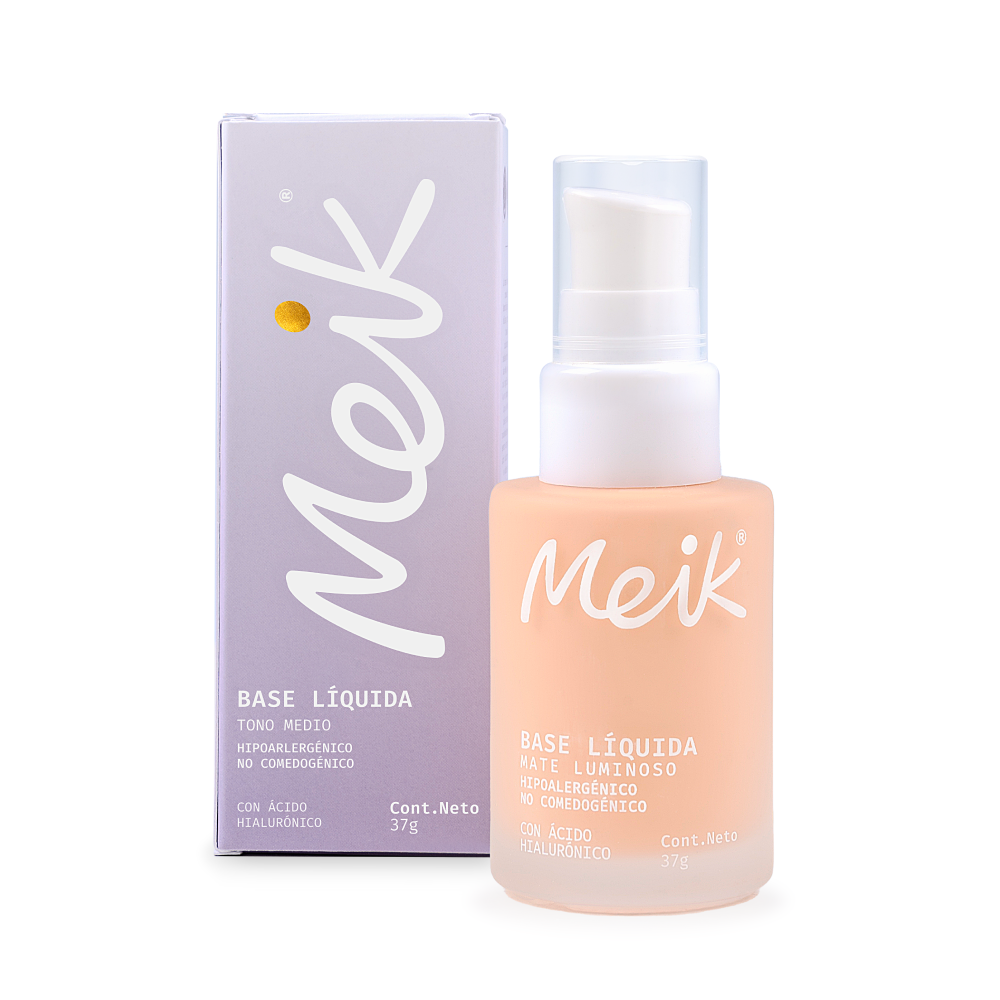 Meik®
BASE LÍQUIDA
TONO MEDIO
HIPOARLERGÉNICO
NO COMEDOGÉNICO
CON ÁCIDO
HIALURÓNICO
Cont.Neto
37g
Meik®
BASE LÍQUIDA
MATE LUMINOSO
HIPOALERGÉNICO
NO COMEDOGÉNICO
CON ÁCIDO
HIALURÓNICO
Cont.Neto
37g